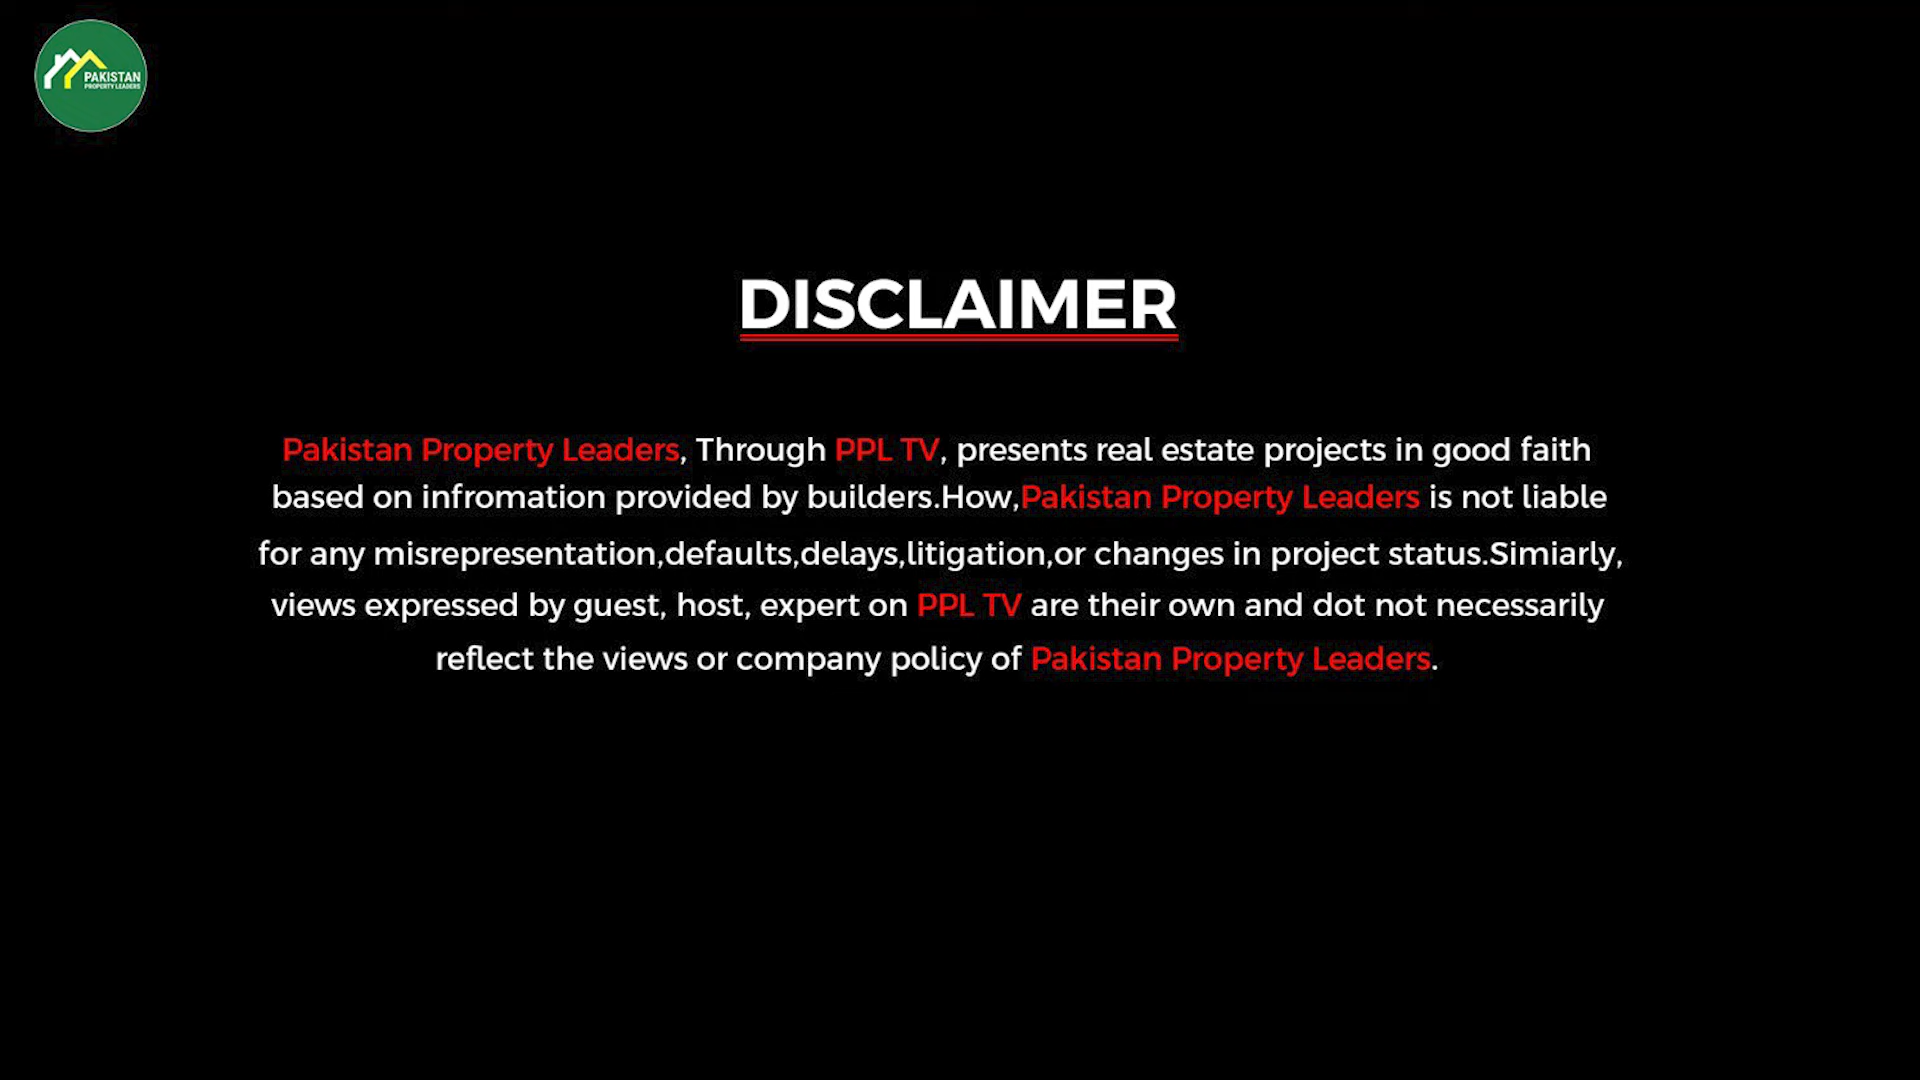 PAKISTAN
PROPERTY LEADERS
DISCLAIMER
Pakistan Property Leaders, Through PPL TV, presents real estate projects in good faith
based on infromation provided by builders.How,Pakistan Property Leaders is not liable
for any misrepresentation,defaults,delays,litigation,or changes in project status.Simiarly,
views expressed by guest, host, expert on PPL TV are their own and dot not necessarily
reflect the views or company policy of Pakistan Property Leaders.